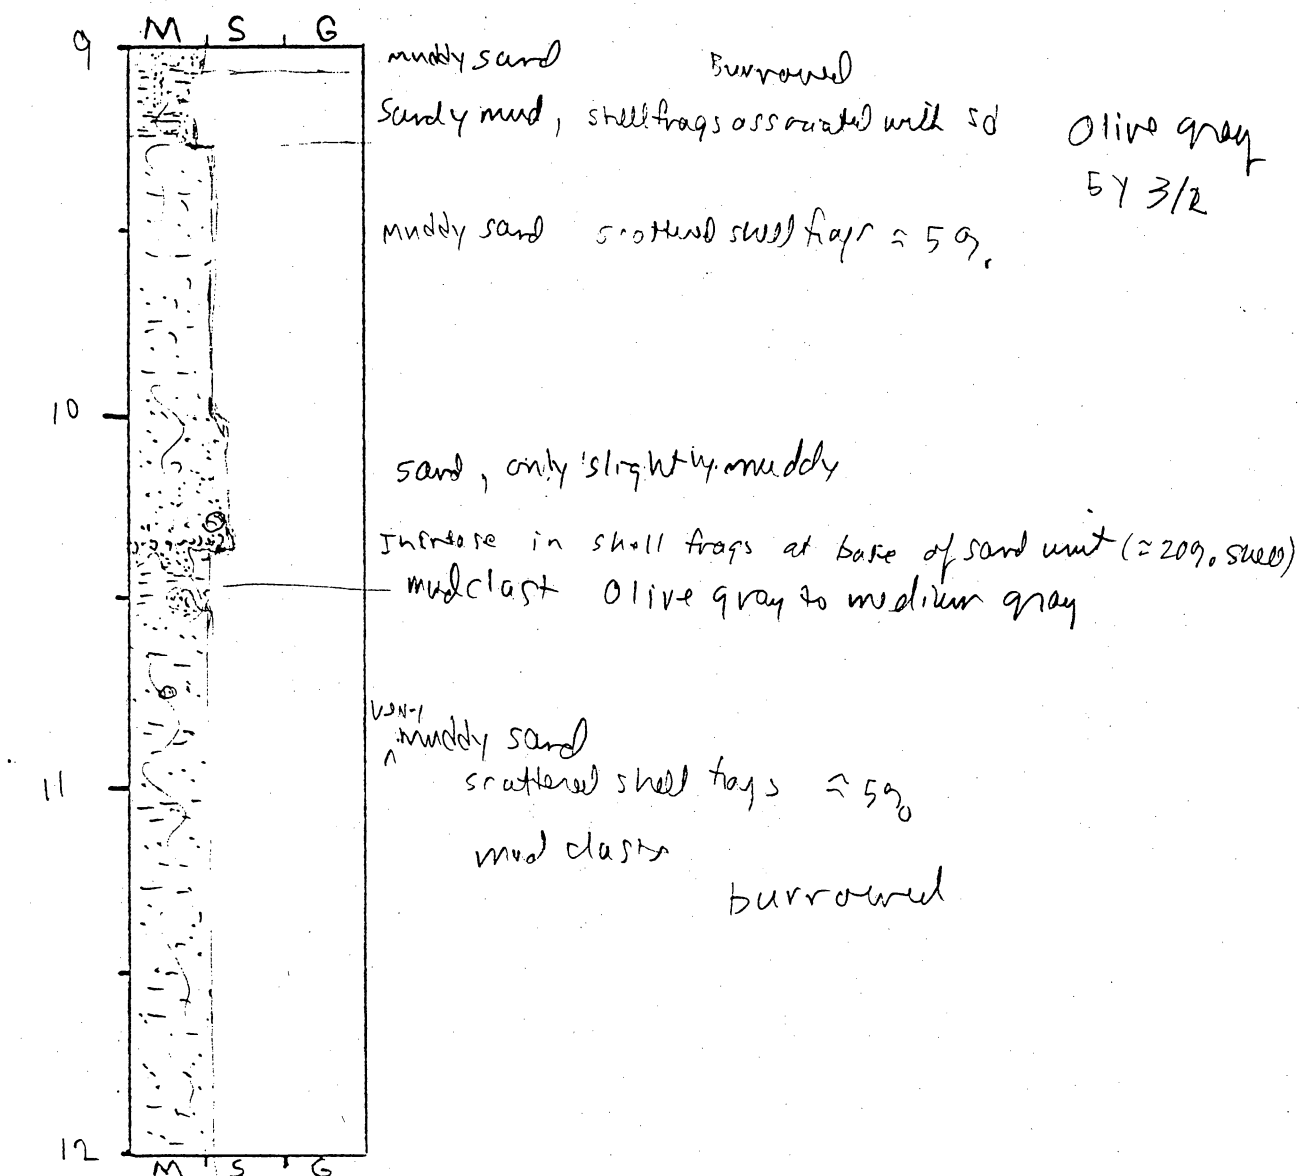 M S G
9
muddy sand Burrowed
Sandy mud, shell frags associated with sd
Olive gray
5Y 3/2
muddy sand scattered shell frags ≈ 5%
10
sand, only slightly muddy
Increase in shell frags at base of sand unit (≈ 20% shell)
mudclast Olive gray to medium gray
very
muddy sand
11
scattered shell frags ≈ 5%
mud clasts
burrowed
12
M S G